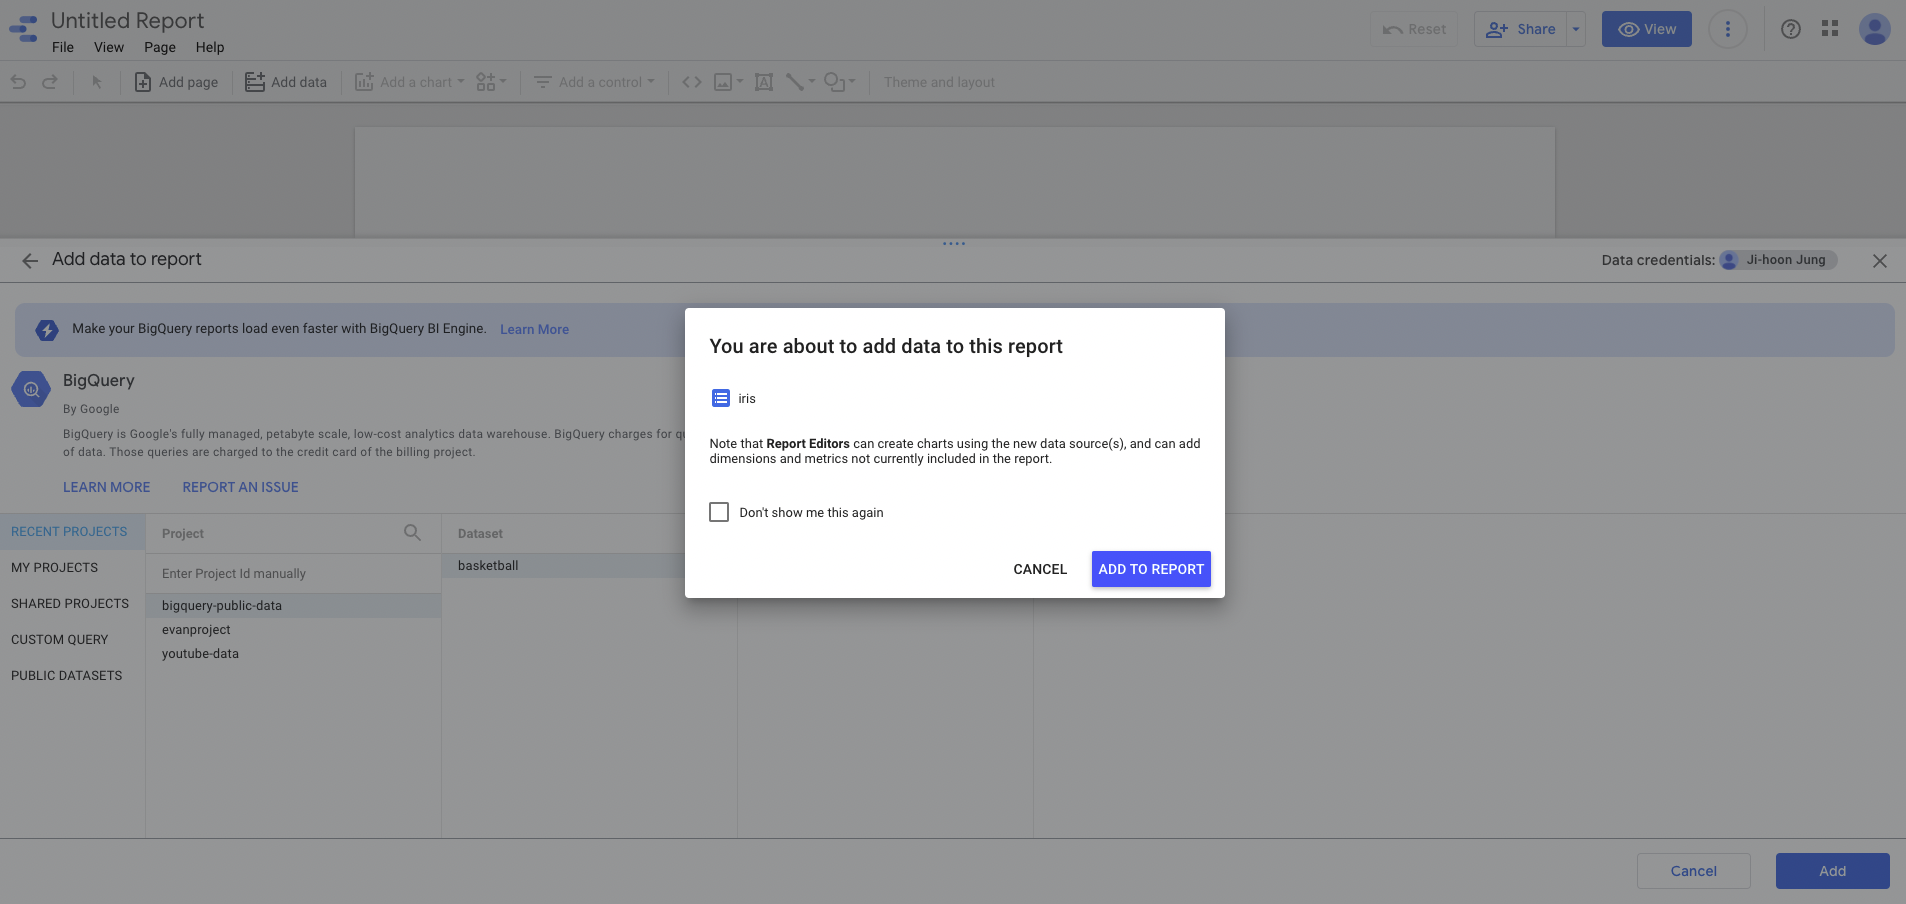 Untitled Report
File View Page Help
Reset Share View
Add page Add data Add a chart Add a control Theme and layout
Add data to report
Data credentials: Ji-hoon Jung
Make your BigQuery reports load even faster with BigQuery BI Engine. Learn More
BigQuery
By Google
BigQuery is Google's fully managed, petabyte scale, low-cost analytics data warehouse. BigQuery charges for
of data. Those queries are charged to the credit card of the billing project.
LEARN MORE REPORT AN ISSUE
RECENT PROJECTS
MY PROJECTS
SHARED PROJECTS
CUSTOM QUERY
PUBLIC DATASETS
Project
Enter Project Id manually
bigquery-public-data
evanproject
youtube-data
Dataset
basketball
You are about to add data to this report
iris
Note that Report Editors can create charts using the new data source(s), and can add
dimensions and metrics not currently included in the report.
Don't show me this again
CANCEL ADD TO REPORT
Cancel Add